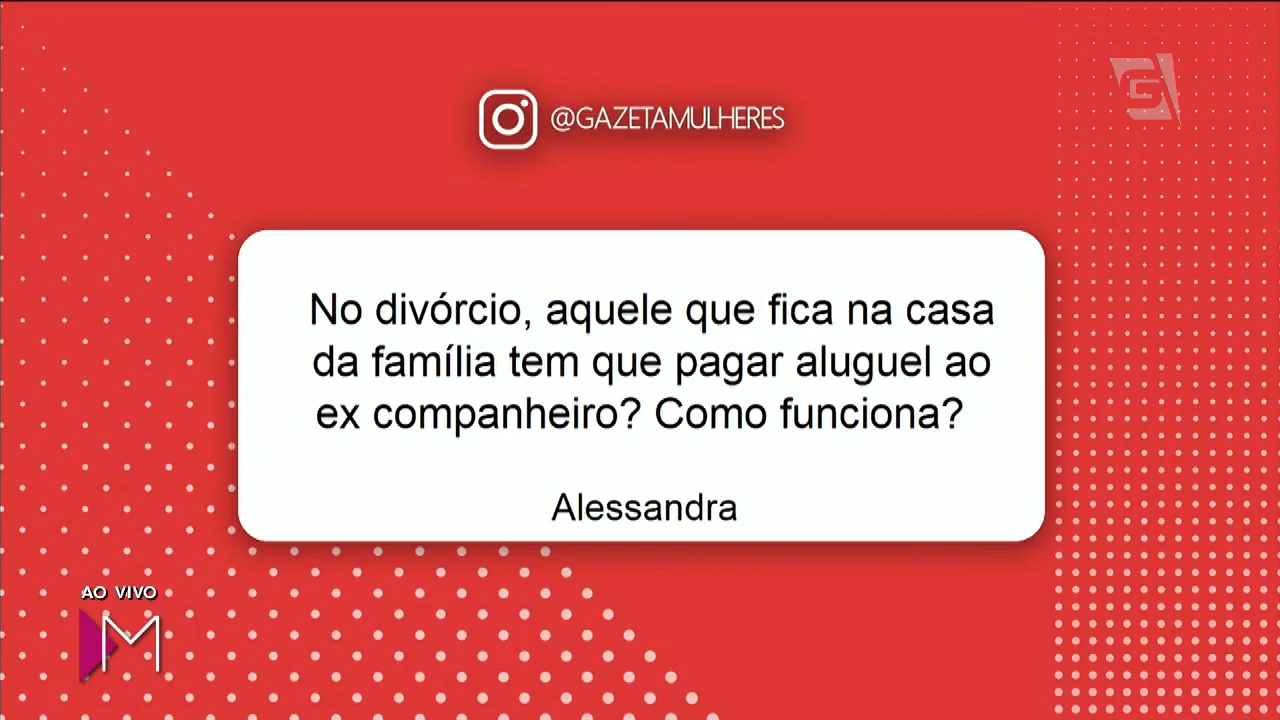 @GAZETAMULHERES
G
No divórcio, aquele que fica na casa
da família tem que pagar aluguel ao
ex companheiro? Como funciona?
Alessandra
AO VIVO
M